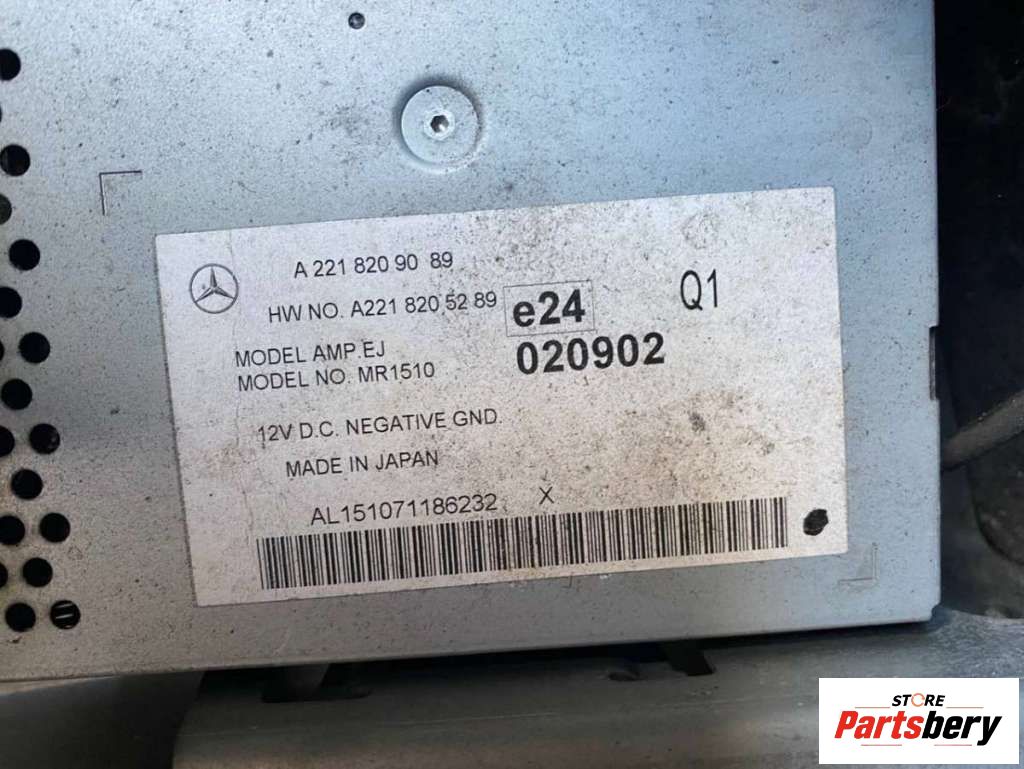 A 221 820 90 89
HW NO. A221 820 52 89
e24
Q1
MODEL AMP.EJ
020902
MODEL NO. MR1510
12V D.C. NEGATIVE GND.
MADE IN JAPAN
AL151071186232 X
STORE
Partsbery